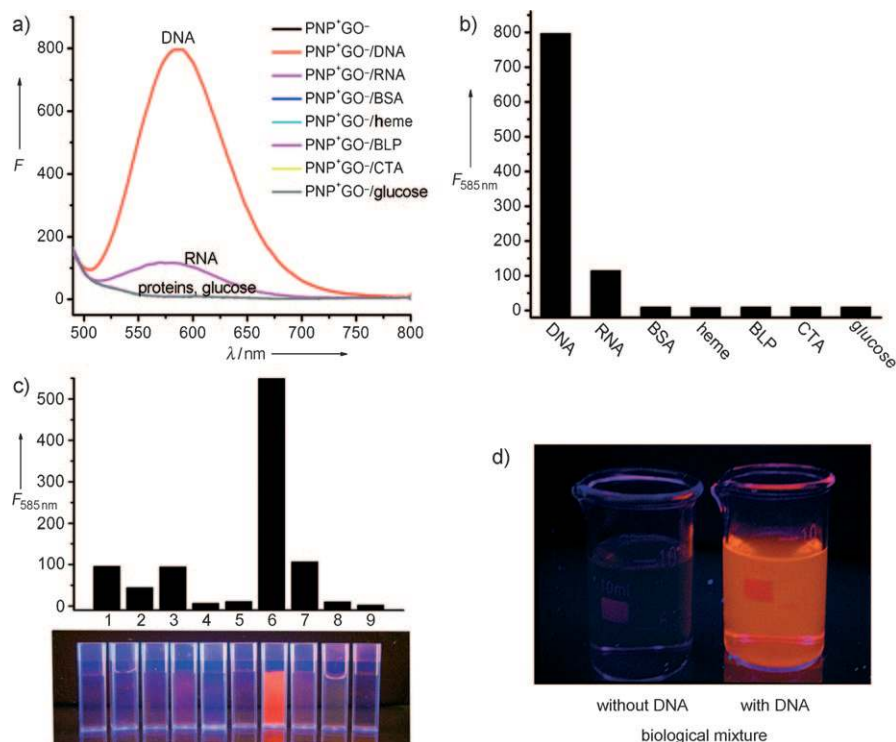 a)
DNA
RNA
proteins, glucose
F
0
200
400
600
800
500 550 600 650 700 750 800
λ/nm
PNP⁺GO⁻
PNP⁺GO⁻/DNA
PNP⁺GO⁻/RNA
PNP⁺GO⁻/BSA
PNP⁺GO⁻/heme
PNP⁺GO⁻/BLP
PNP⁺GO⁻/CTA
PNP⁺GO⁻/glucose
b)
F585 nm
800
700
600
500
400
300
200
100
0
DNA RNA BSA heme BLP CTA glucose
c)
F585 nm
500
400
300
200
100
0
1 2 3 4 5 6 7 8 9
d)
10
10ml
10
without DNA with DNA
biological mixture